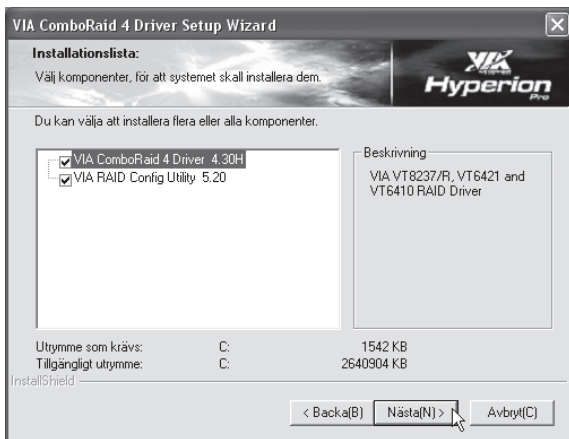 VIA ComboRaid 4 Driver Setup Wizard
Installationslista:
Välj komponenter, för att systemet skall installera dem.
VIA
Hyperion
Pro
Du kan välja att installera flera eller alla komponenter.
VIA ComboRaid 4 Driver 4.30H
VIA RAID Config Utility 5.20
Beskrivning
VIA VT8237/R, VT6421 and
VT6410 RAID Driver
Utrymme som krävs: C: 1542 KB
Tillgängligt utrymme: C: 2640904 KB
InstallShield
< Backa(B) Nästa(N) > Avbryt(C)